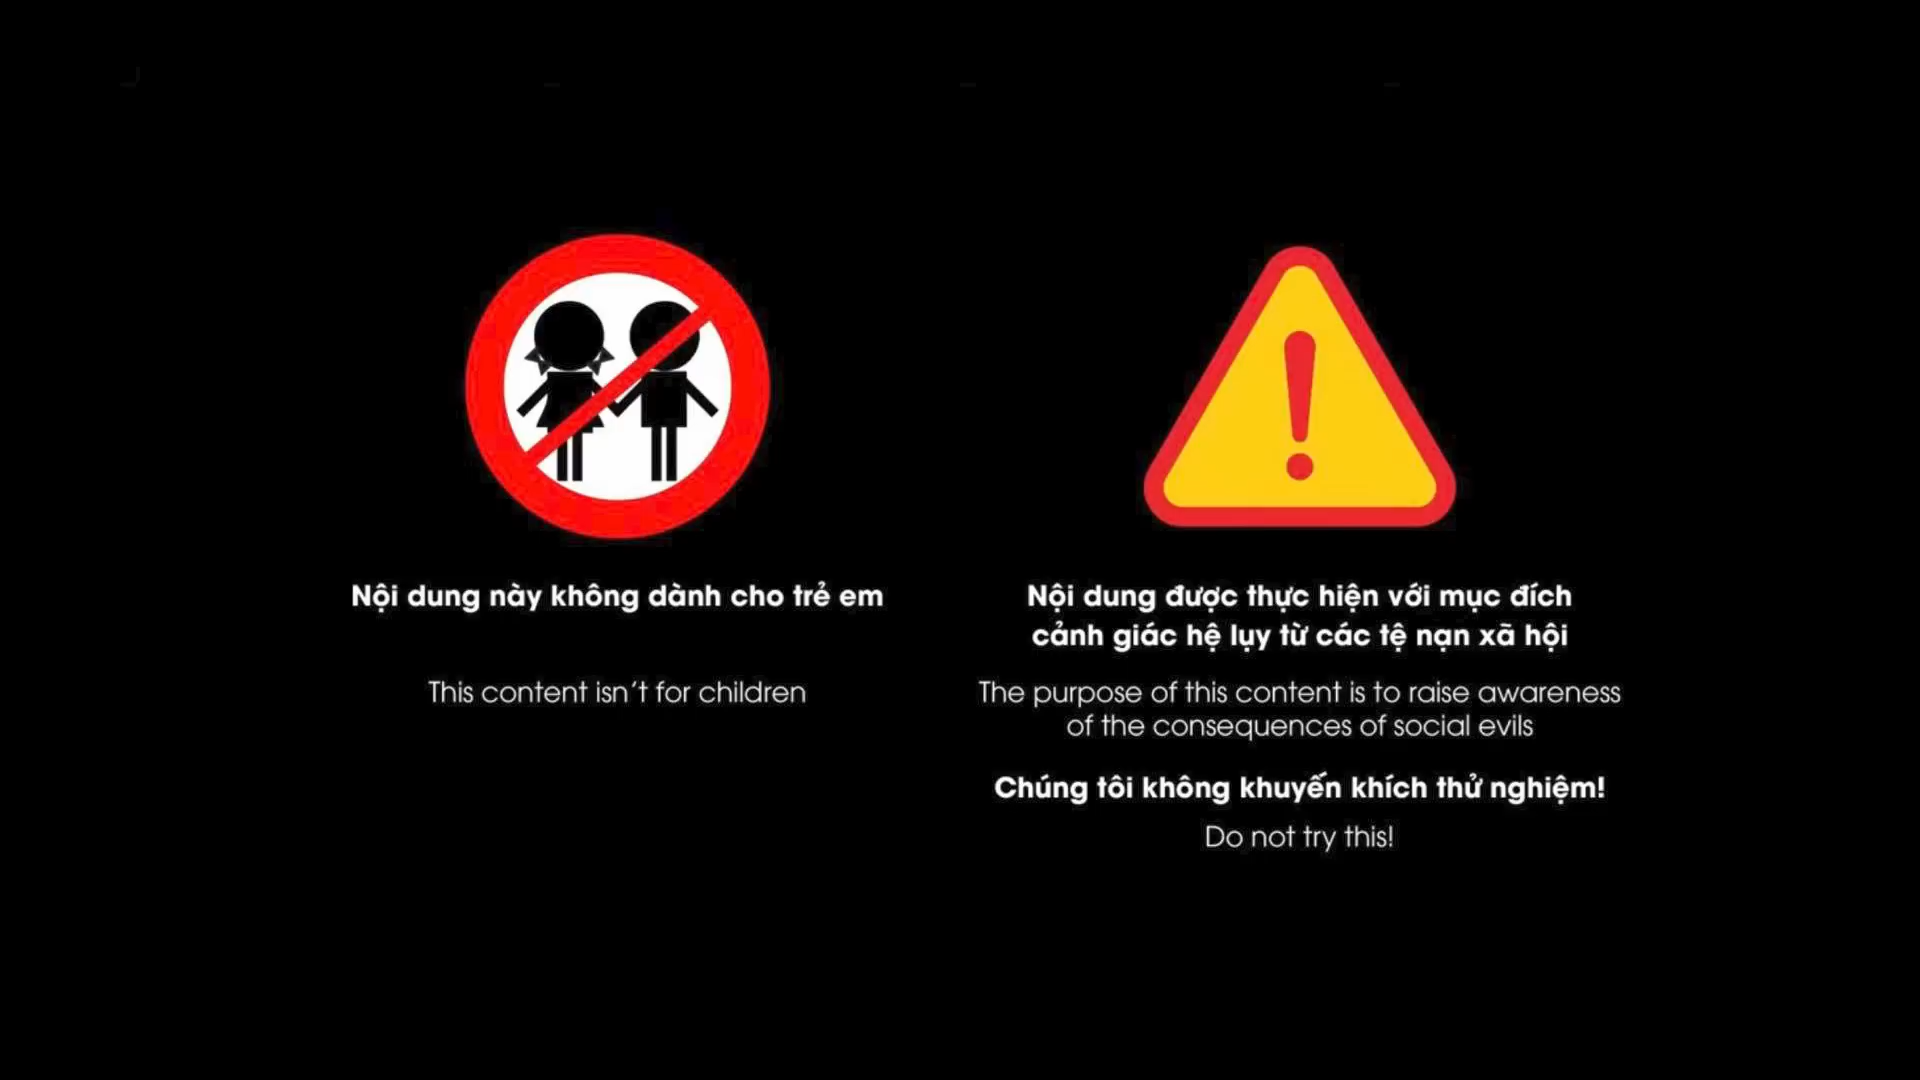 Nội dung này không dành cho trẻ em
This content isn't for children
Nội dung được thực hiện với mục đích
cảnh giác hệ lụy từ các tệ nạn xã hội
The purpose of this content is to raise awareness
of the consequences of social evils
Chúng tôi không khuyến khích thử nghiệm!
Do not try this!